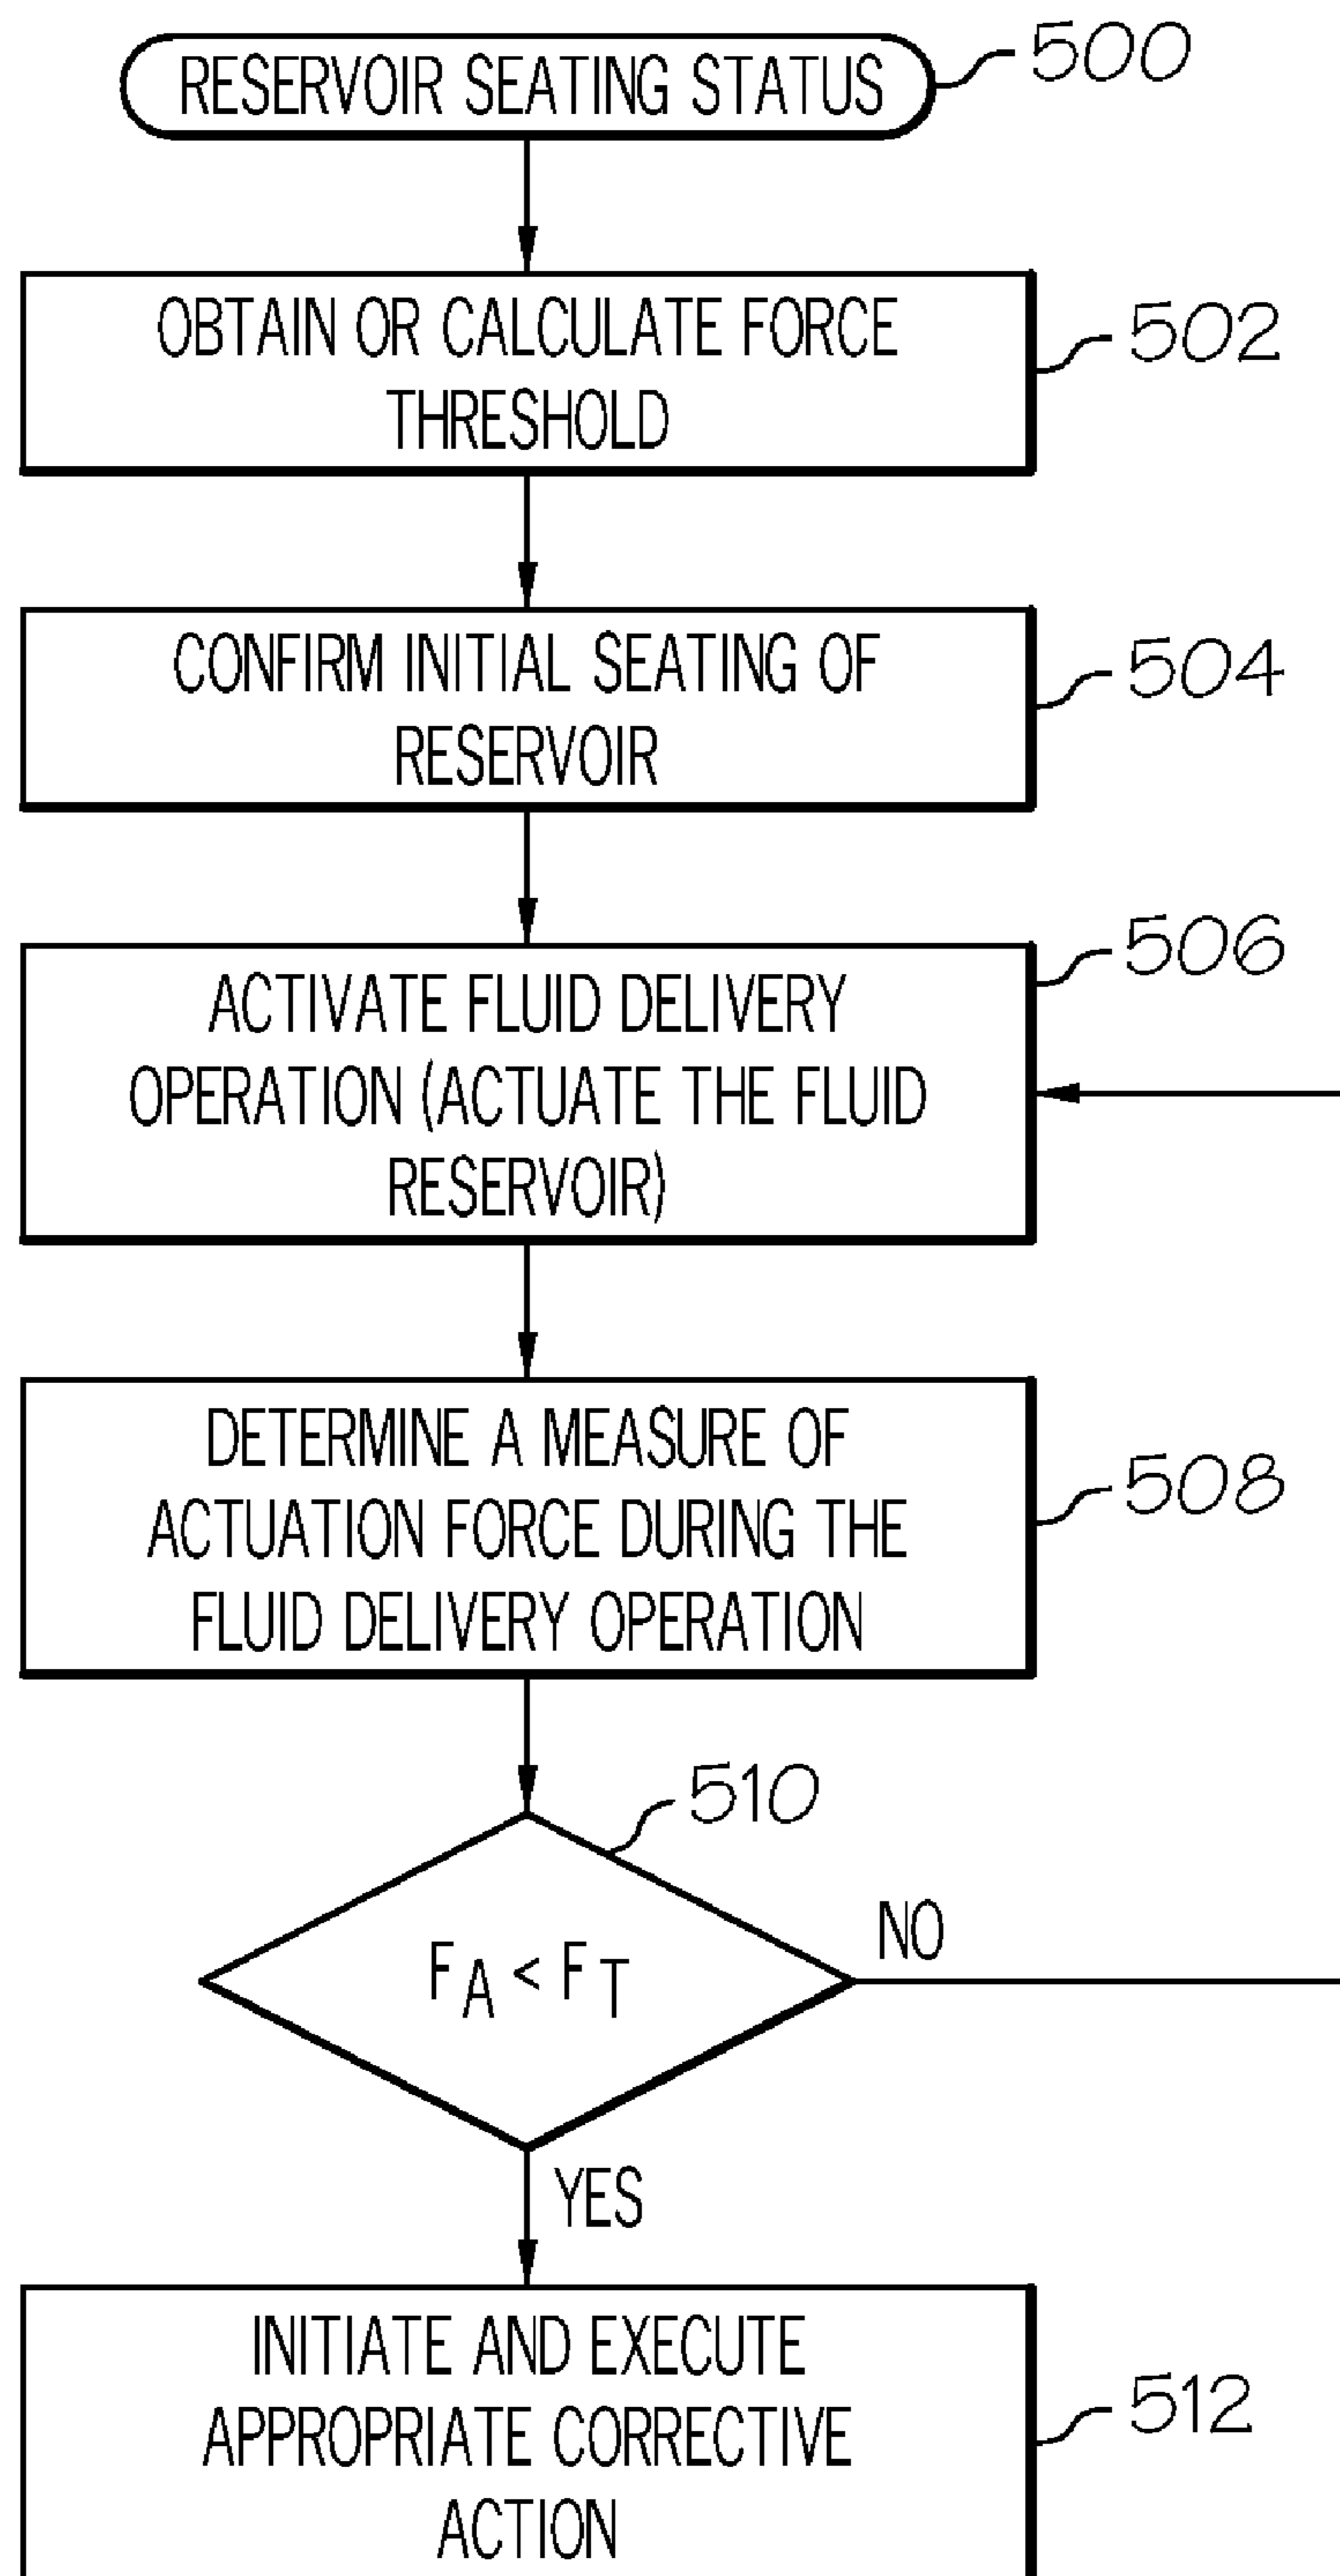 RESERVOIR SEATING STATUS
500
OBTAIN OR CALCULATE FORCE
THRESHOLD
502
CONFIRM INITIAL SEATING OF
RESERVOIR
504
ACTIVATE FLUID DELIVERY
OPERATION (ACTUATE THE FLUID
RESERVOIR)
506
DETERMINE A MEASURE OF
ACTUATION FORCE DURING THE
FLUID DELIVERY OPERATION
508
510
FA < FT
NO
YES
INITIATE AND EXECUTE
APPROPRIATE CORRECTIVE
ACTION
512